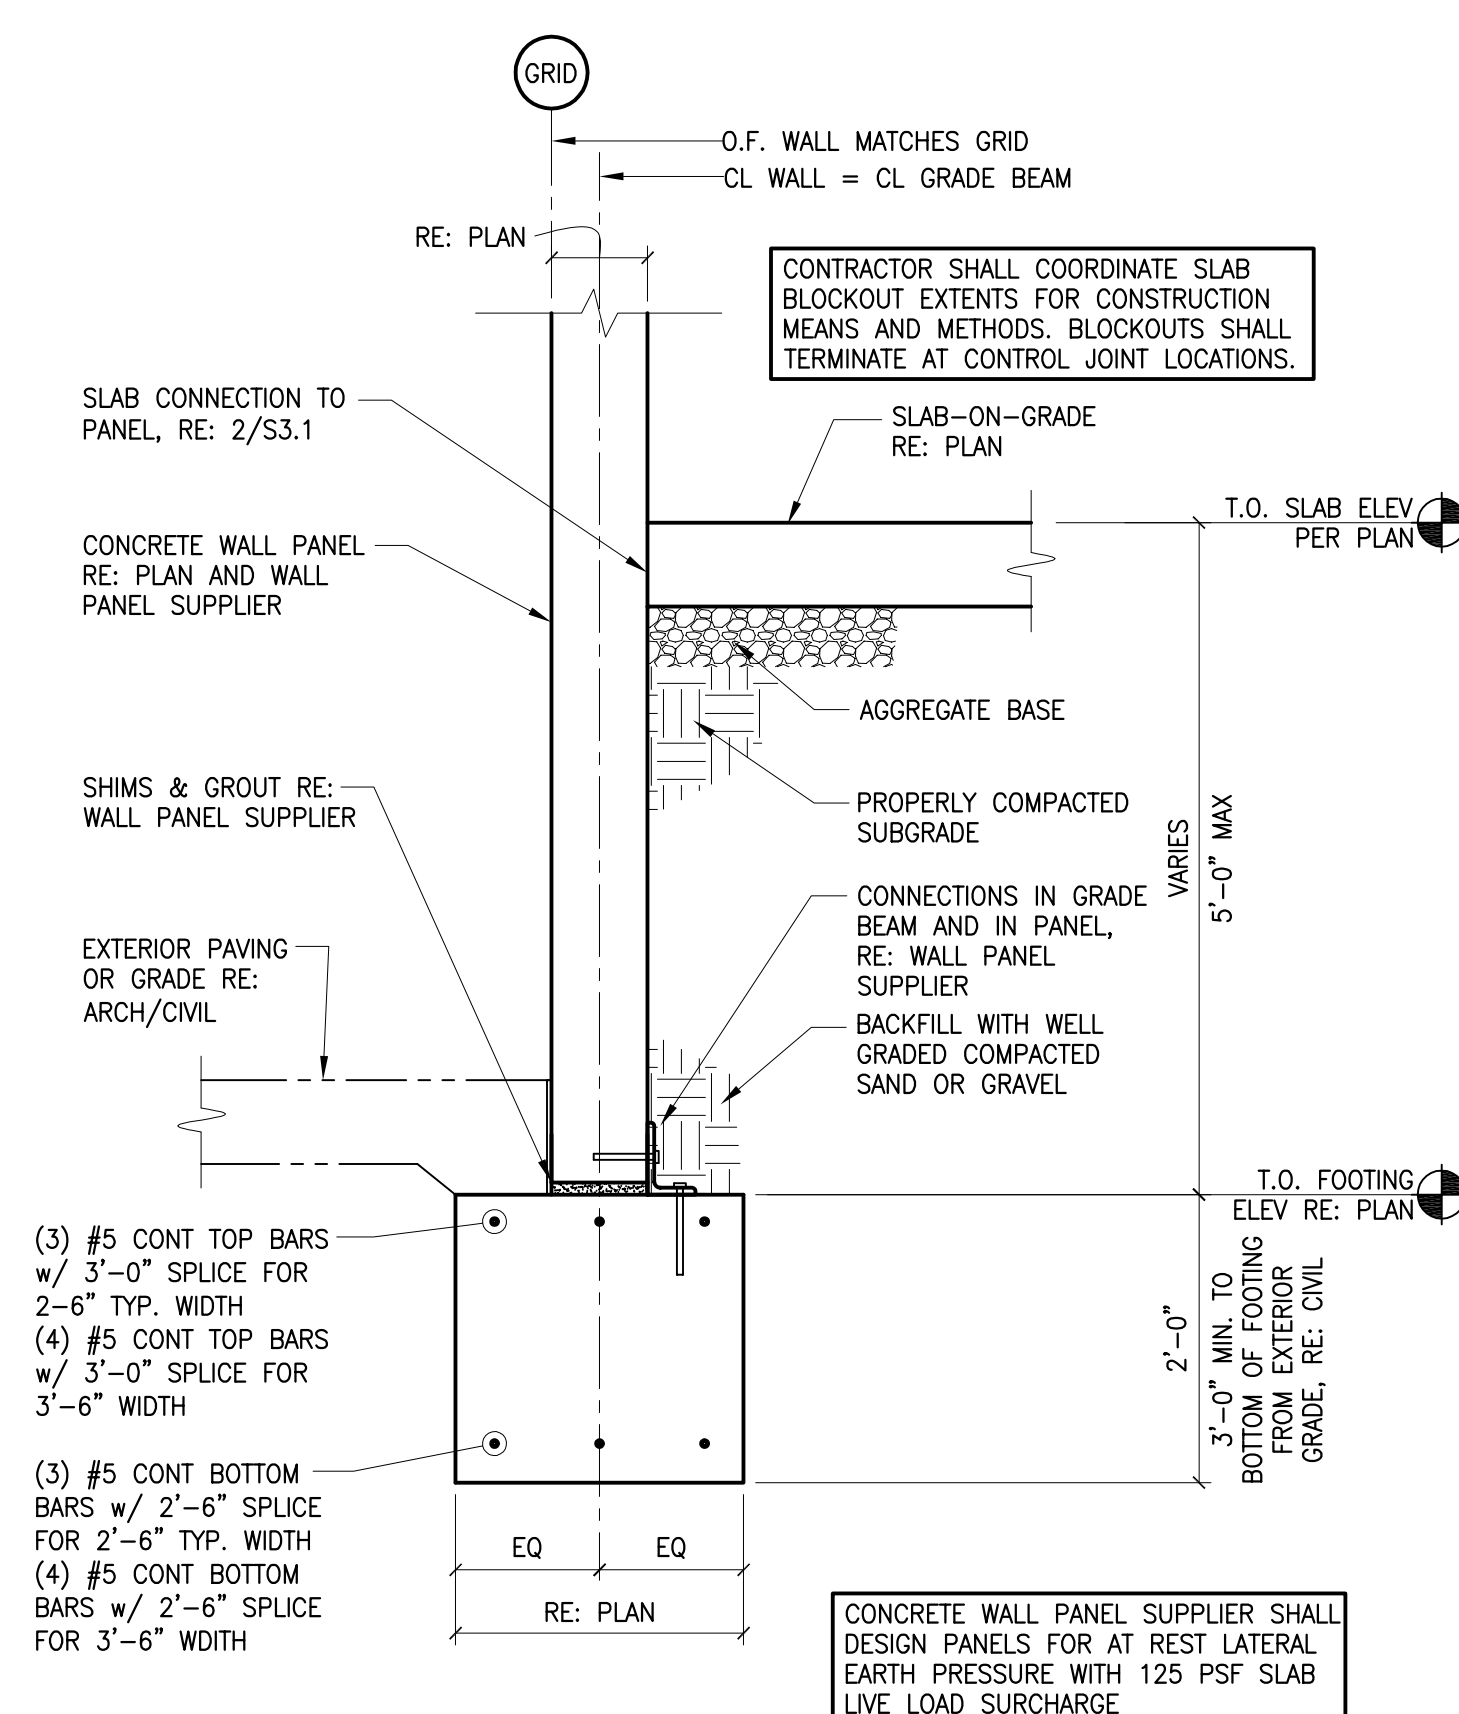 GRID
O.F. WALL MATCHES GRID
CL WALL = CL GRADE BEAM
RE: PLAN
CONTRACTOR SHALL COORDINATE SLAB
BLOCKOUT EXTENTS FOR CONSTRUCTION
MEANS AND METHODS. BLOCKOUTS SHALL
TERMINATE AT CONTROL JOINT LOCATIONS.
SLAB CONNECTION TO
PANEL, RE: 2/S3.1
SLAB-ON-GRADE
RE: PLAN
T.O. SLAB ELEV
PER PLAN
CONCRETE WALL PANEL
RE: PLAN AND WALL
PANEL SUPPLIER
AGGREGATE BASE
SHIMS & GROUT RE:
WALL PANEL SUPPLIER
PROPERLY COMPACTED
SUBGRADE
VARIES
5'-0" MAX
CONNECTIONS IN GRADE
BEAM AND IN PANEL,
RE: WALL PANEL
SUPPLIER
EXTERIOR PAVING
OR GRADE RE:
ARCH/CIVIL
BACKFILL WITH WELL
GRADED COMPACTED
SAND OR GRAVEL
T.O. FOOTING
ELEV RE: PLAN
(3) #5 CONT TOP BARS
w/ 3'-0" SPLICE FOR
2-6" TYP. WIDTH
(4) #5 CONT TOP BARS
w/ 3'-0" SPLICE FOR
3'-6" WIDTH
2'-0"
3'-0" MIN. TO
BOTTOM OF FOOTING
FROM EXTERIOR
GRADE, RE: CIVIL
(3) #5 CONT BOTTOM
BARS w/ 2'-6" SPLICE
FOR 2'-6" TYP. WIDTH
(4) #5 CONT BOTTOM
BARS w/ 2'-6" SPLICE
FOR 3'-6" WDITH
EQ
EQ
RE: PLAN
CONCRETE WALL PANEL SUPPLIER SHALL
DESIGN PANELS FOR AT REST LATERAL
EARTH PRESSURE WITH 125 PSF SLAB
LIVE LOAD SURCHARGE